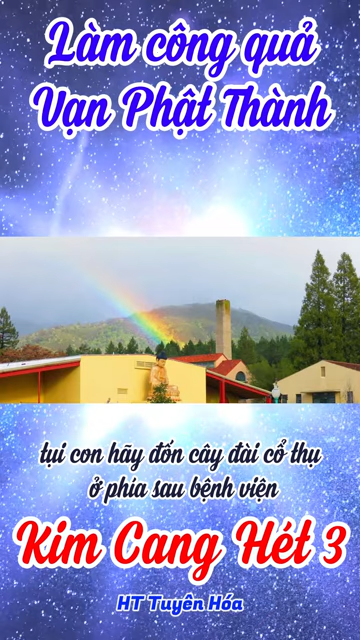 Làm công quả
Vạn Phật Thành
tụi con hãy đốn cây đài cổ thụ
ở phía sau bệnh viện
Kim Cang Hét 3
HT Tuyên Hóa